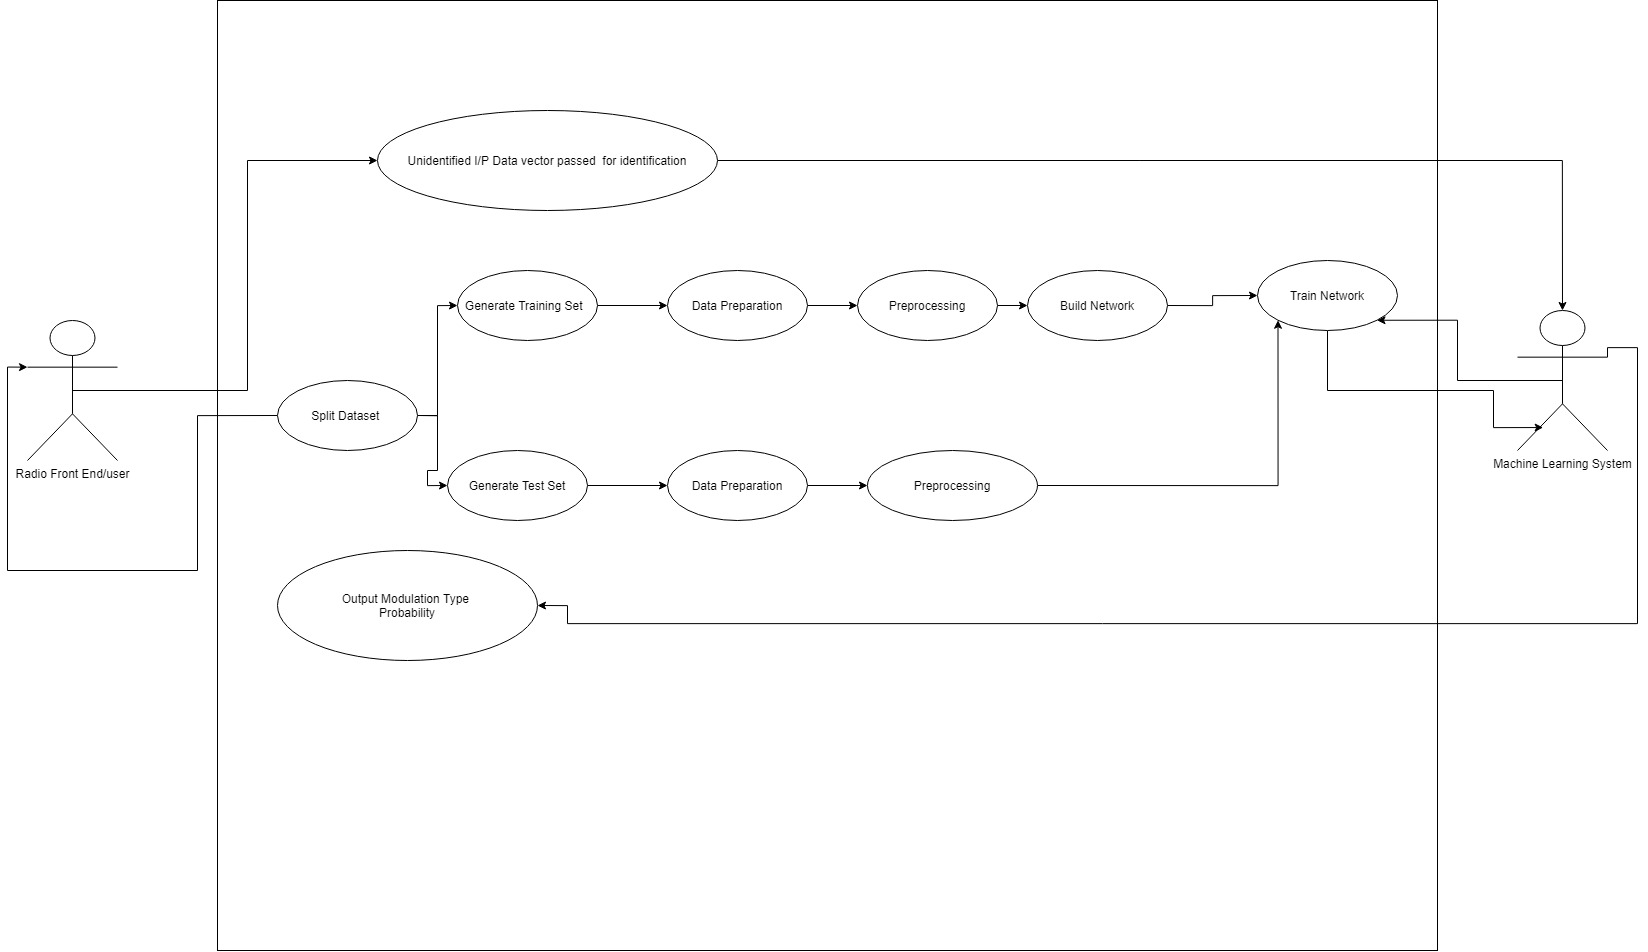 Unidentified I/P Data vector passed  for identification
Generate Training Set
Data Preparation
Preprocessing
Build Network
Train Network
Split Dataset
Radio Front End/user
Machine Learning System
Generate Test Set
Data Preparation
Preprocessing
Output Modulation Type
Probability